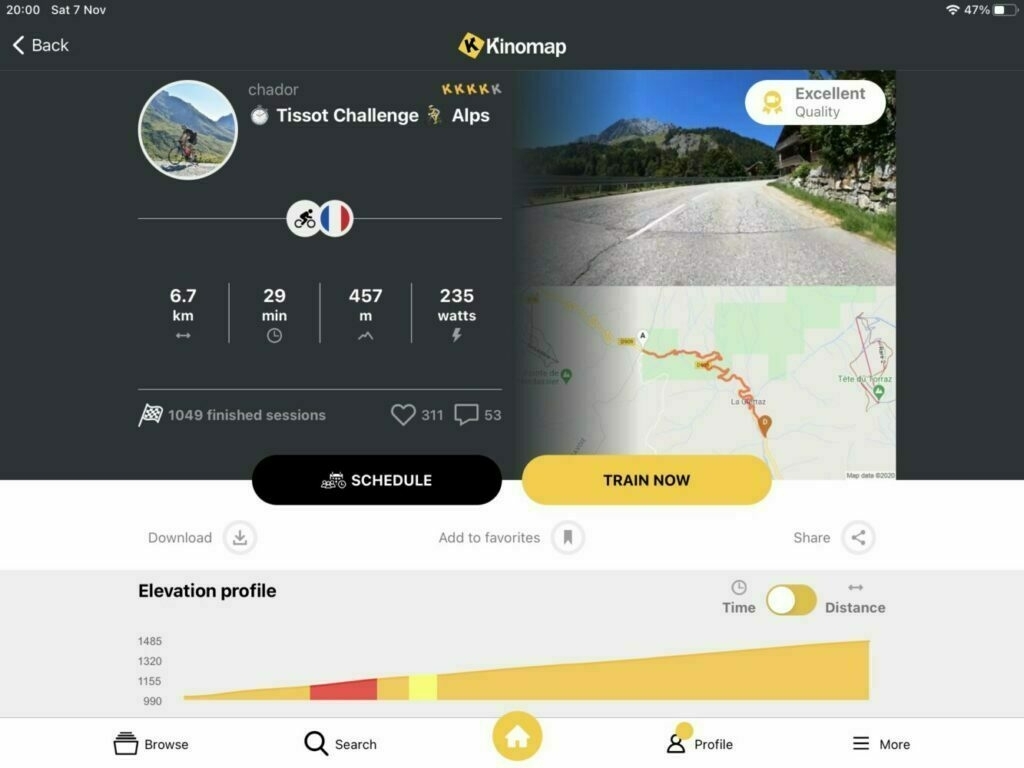 20:00 Sat 7 Nov
47%
Back
Kinomap
chador
KKKKK
Tissot Challenge Alps
Excellent
Quality
6.7
km
29
min
457
m
235
watts
1049 finished sessions
311
53
A
D909
La Giettaz
Tête du Torraz
D
Map data ©2020
SCHEDULE
TRAIN NOW
Download
Add to favorites
Share
Elevation profile
Time
Distance
1485
1320
1155
990
Browse
Search
Profile
More